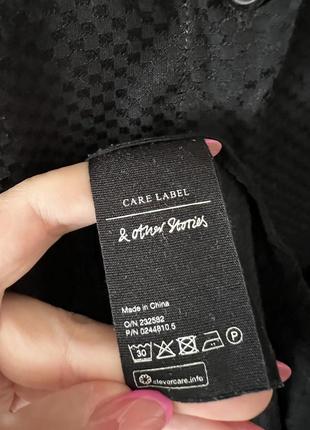 CARE LABEL
& other Stories
Made in China
O/N 232582
P/N 0244810.5
30 P
clevercare.info